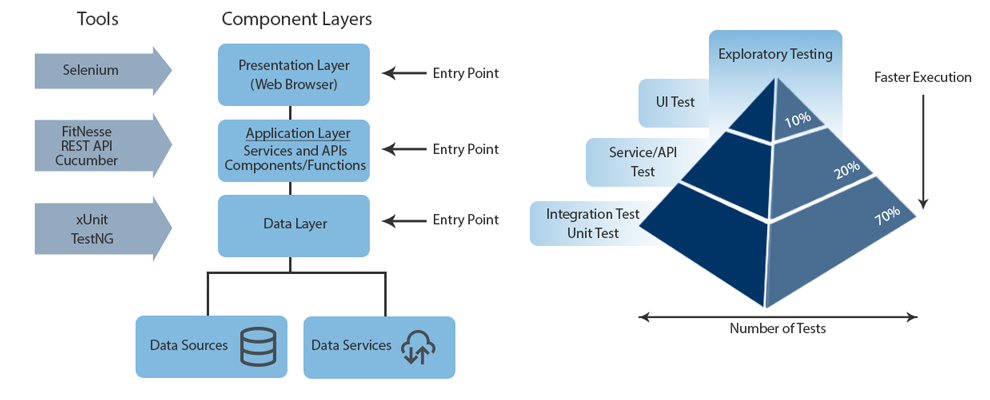 Tools
Component Layers
Selenium
Presentation Layer
(Web Browser)
Entry Point
FitNesse
REST API
Cucumber
Application Layer
Services and APIs
Components/Functions
Entry Point
xUnit
TestNG
Data Layer
Entry Point
Data Sources
Data Services
Exploratory Testing
Faster Execution
UI Test
10%
Service/API
Test
20%
Integration Test
Unit Test
70%
Number of Tests